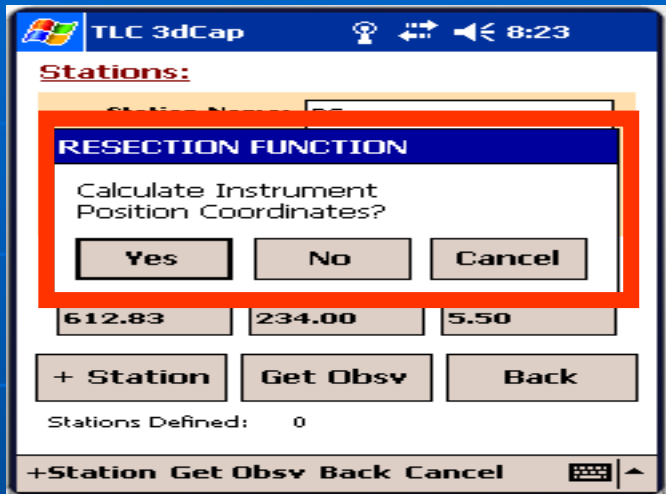 TLC 3dCap 8:23
Stations:
RESECTION FUNCTION
Calculate Instrument
Position Coordinates?
Yes No Cancel
612.83 234.00 5.50
+ Station Get Obsv Back
Stations Defined: 0
+Station Get Obsv Back Cancel